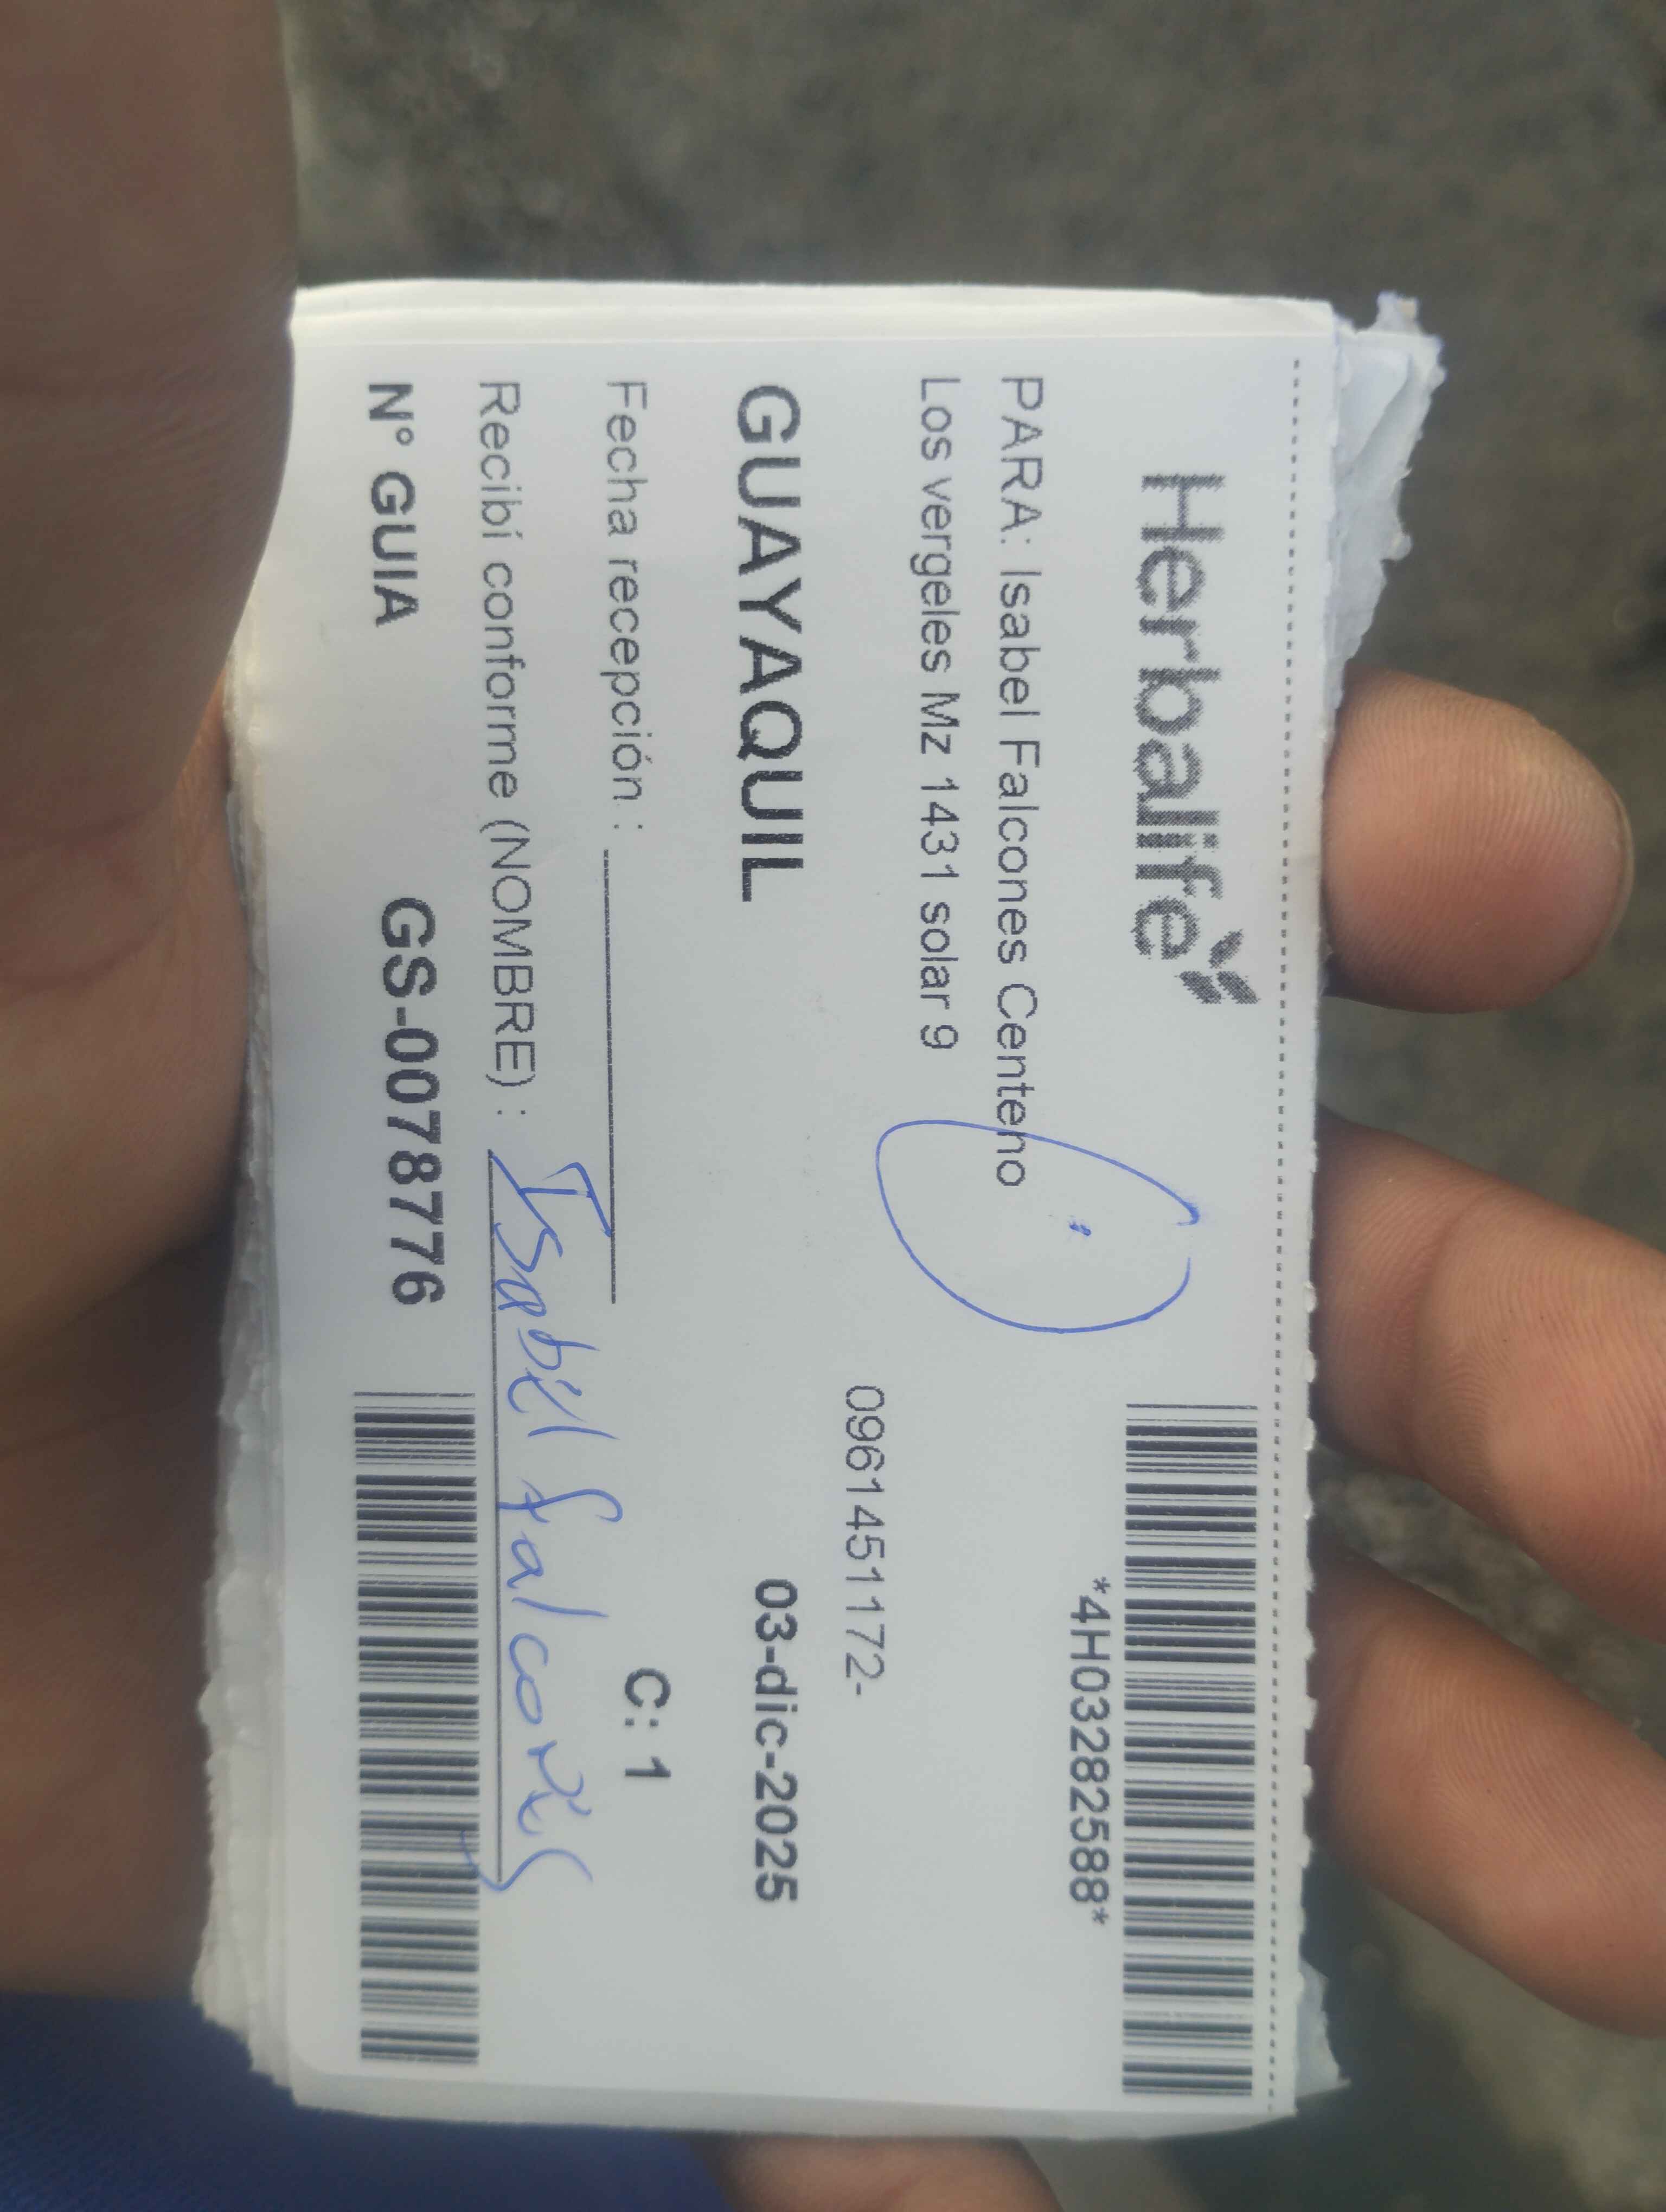 Herbalife
*4H03282588*
PARA: Isabel Falcones Centeno
Los vergeles Mz 1431 solar 9
0961451172-
GUAYAQUIL
03-dic-2025
Fecha recepción :
C: 1
Recibí conforme (NOMBRE) : Isabel falcones
N° GUIA
GS-0078776